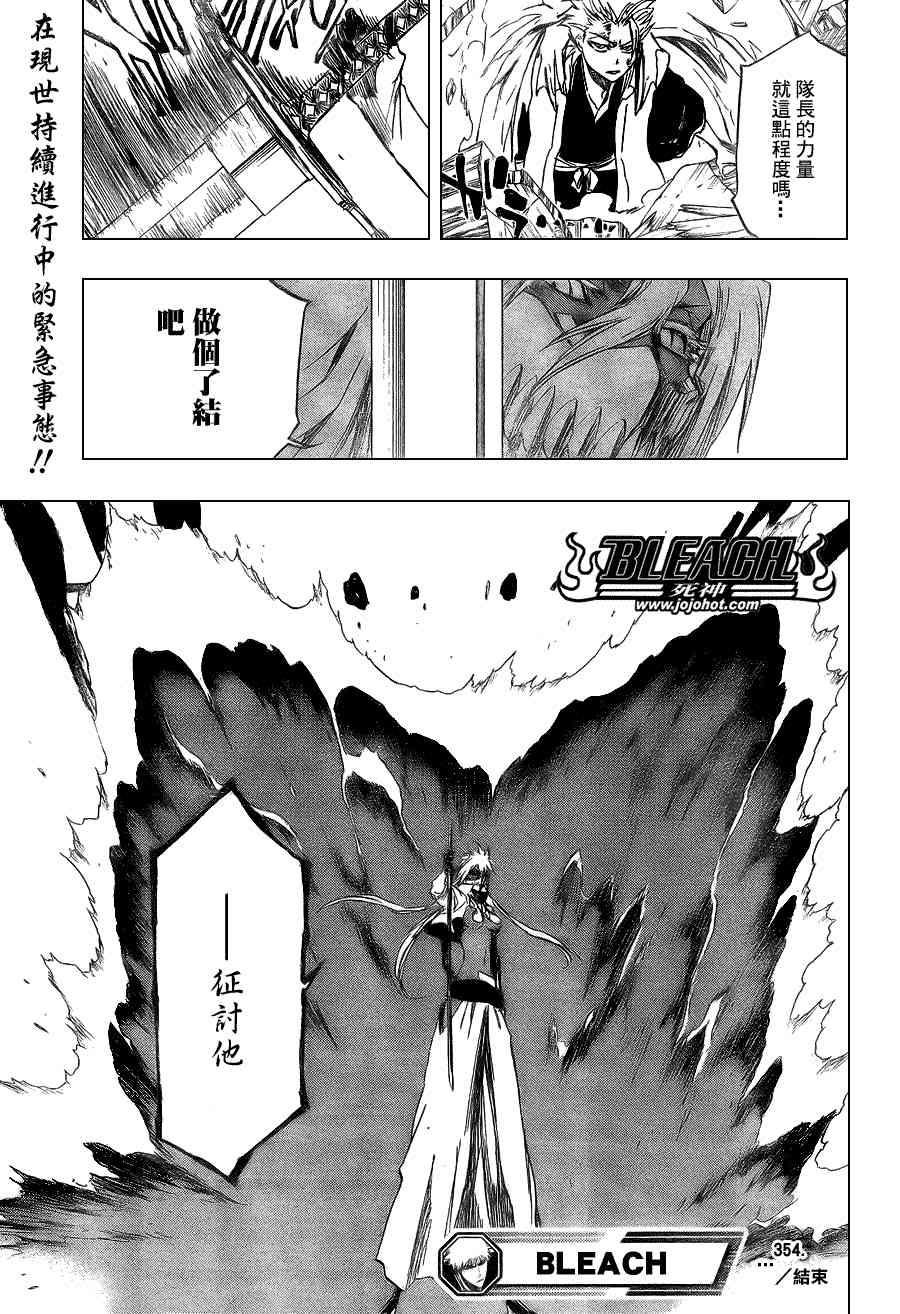 隊長的力量
就這點程度嗎…
在現世持續進行中的緊急事態!!
做個了結
吧
BLEACH
死神
www.jojohot.com
——征討他
BLEACH
354.
…
／結束